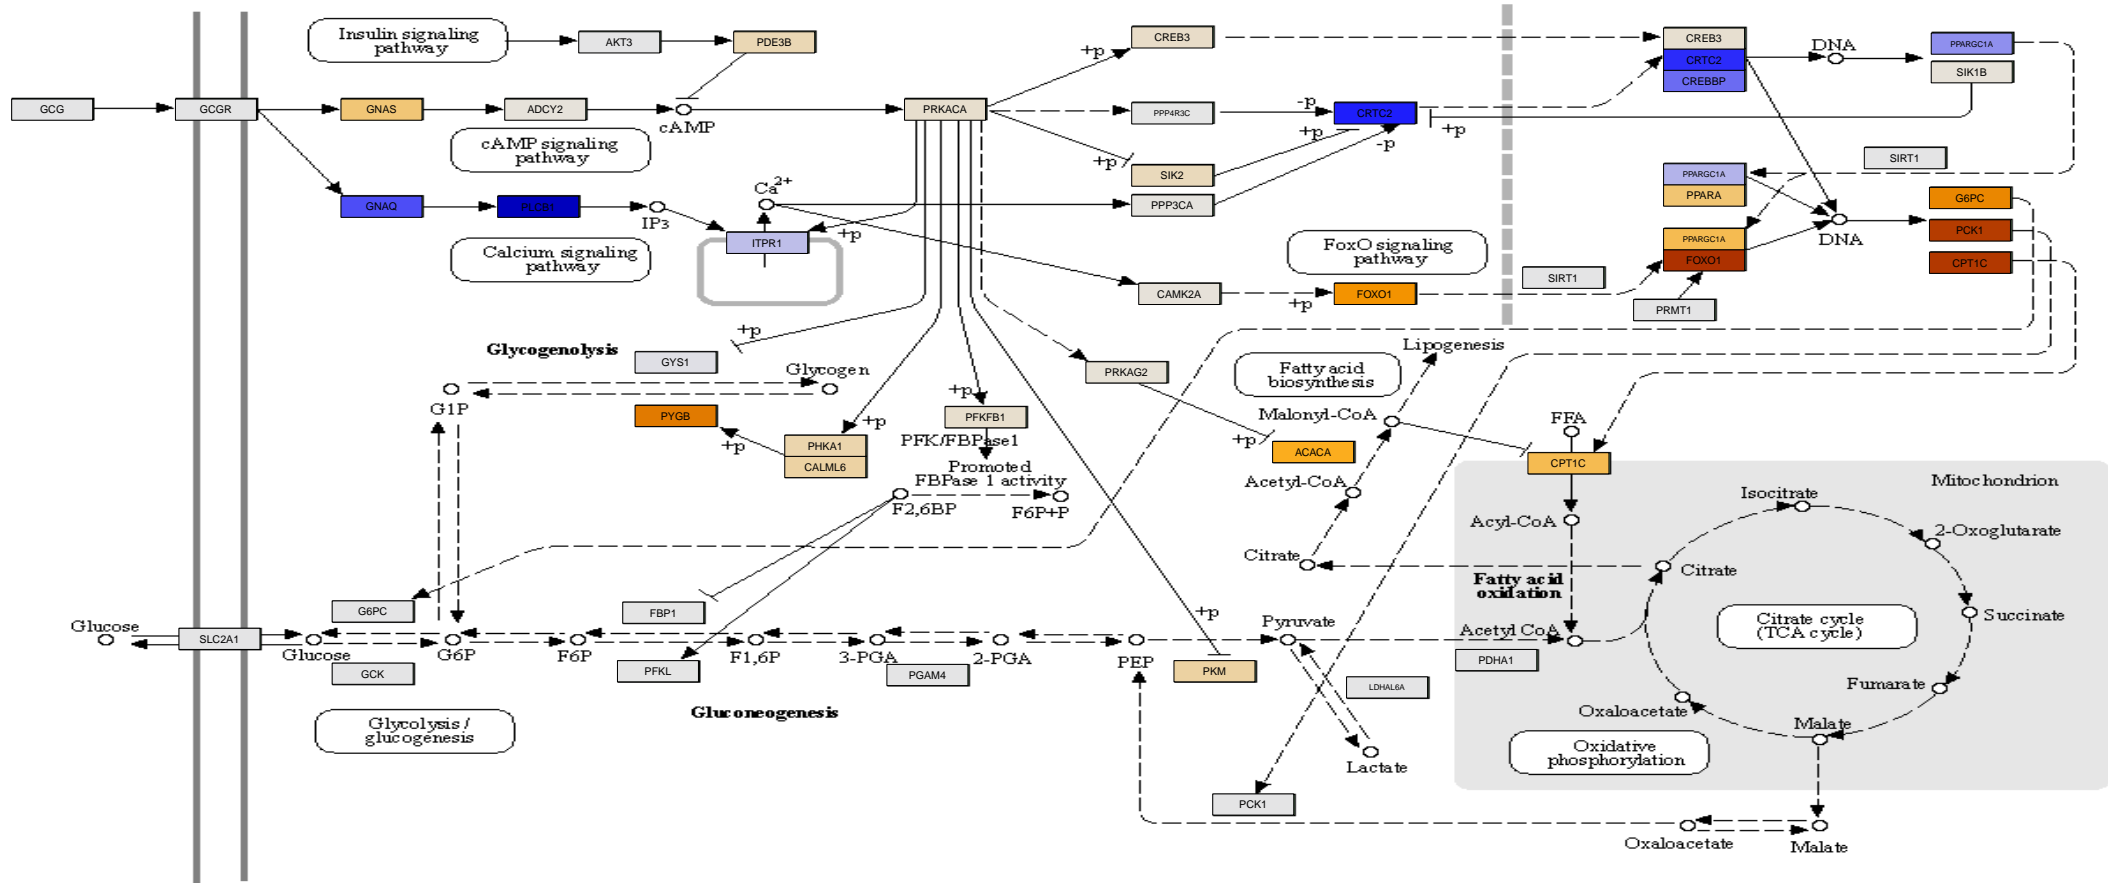 Insulin signaling
pathway
AKT3
PDE3B
CREB3
+p
CREB3
CRTC2
CREBBP
DNA
PPARGC1A
SIK1B
GCG
GCGR
GNAS
ADCY2
cAMP
PRKACA
PPP4R3C
-p
CRTC2
+p
+p
-p
+p
cAMP signaling
pathway
SIK2
SIRT1
PPARGC1A
PPARA
G6PC
GNAQ
PLCB1
IP3
Ca2+
PPP3CA
ITPR1
+p
DNA
PCK1
Calcium signaling
pathway
FoxO signaling
pathway
PPARGC1A
FOXO1
CPT1C
SIRT1
CAMK2A
+p
FOXO1
PRMT1
+p
Glycogenolysis
GYS1
Glycogen
G1P
PRKAG2
Fatty acid
biosynthesis
Lipogenesis
PYGB
+p
PHKA1
CALML6
+p
+p
PFKFB1
PFK/FBPase1
Promoted
FBPase 1 activity
F2,6BP
F6P+P
Malonyl-CoA
+p
ACACA
Acetyl-CoA
Citrate
FFA
CPT1C
Mitochondrion
Acyl-CoA
Isocitrate
2-Oxoglutarate
Citrate
Fatty acid
oxidation
Succinate
Citrate cycle
(TCA cycle)
Fumarate
Malate
Oxaloacetate
Oxidative
phosphorylation
G6PC
FBP1
+p
Glucose
SLC2A1
Glucose
G6P
F6P
F1,6P
3-PGA
2-PGA
PEP
Pyruvate
Acetyl CoA
GCK
PFKL
PGAM4
PKM
LDHAL6A
PDHA1
Glycolysis /
glucogenesis
Gluconeogenesis
Lactate
PCK1
Oxaloacetate
Malate